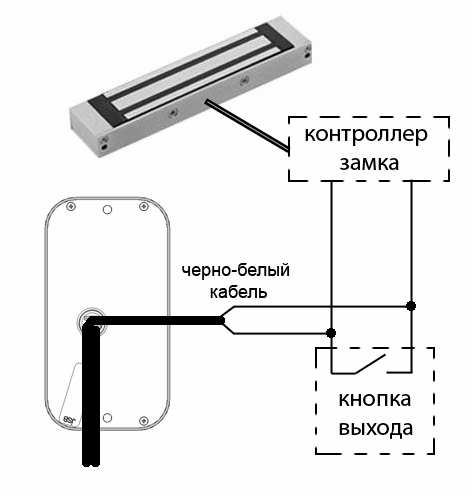 контроллер
замка
черно-белый
кабель
кнопка
выхода